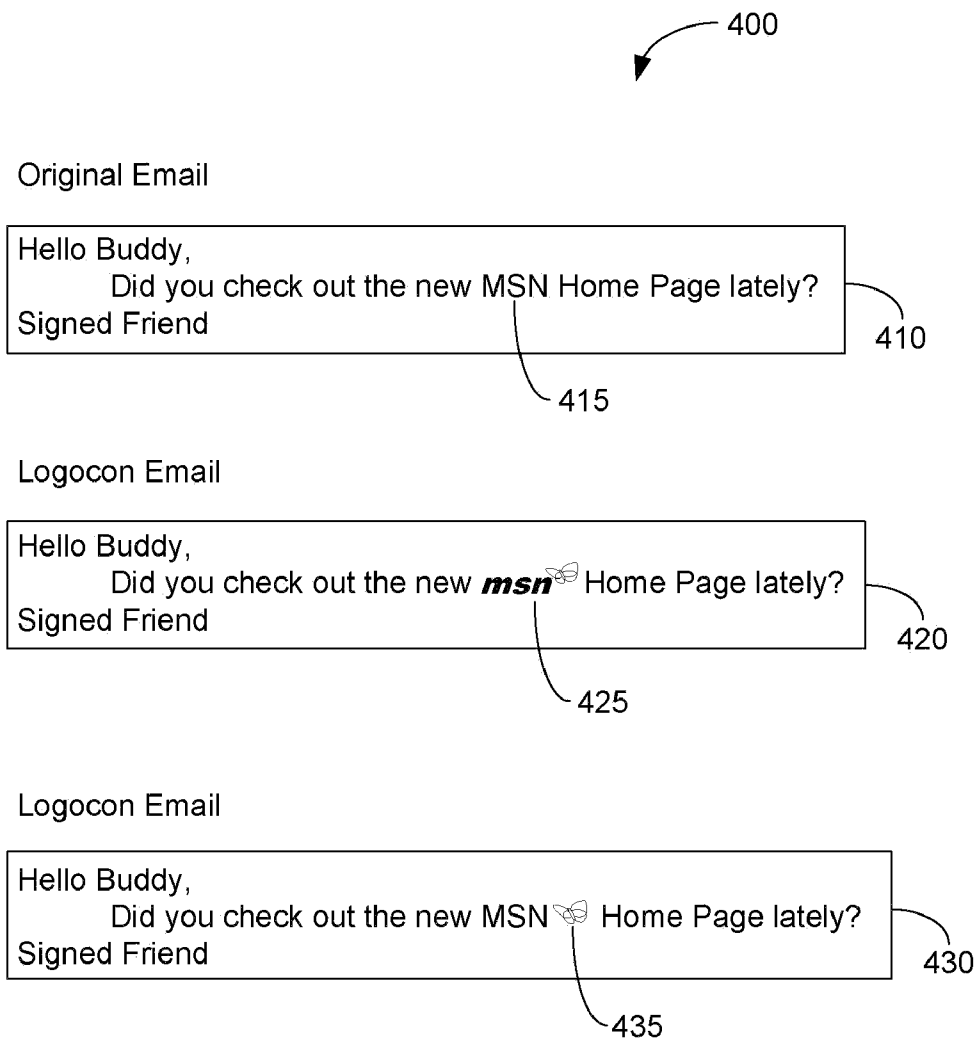 400
Original Email
Hello Buddy,
Did you check out the new MSN Home Page lately?
Signed Friend
410
415
Logocon Email
Hello Buddy,
Did you check out the new msn Home Page lately?
Signed Friend
420
425
Logocon Email
Hello Buddy,
Did you check out the new MSN Home Page lately?
Signed Friend
430
435